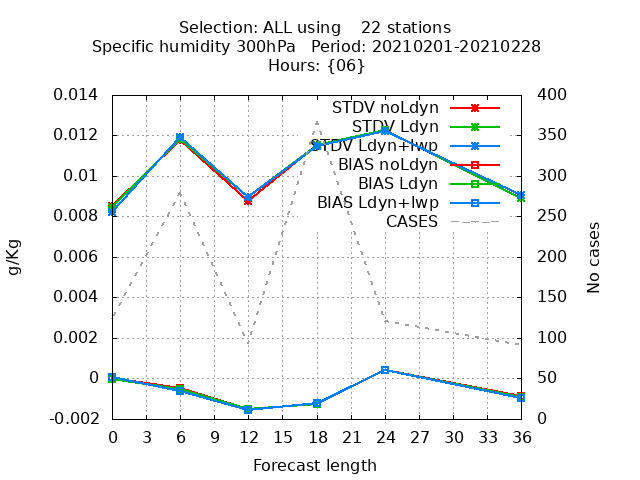 Selection: ALL using    22 stations
Specific humidity 300hPa   Period: 20210201-20210228
Hours: {06}
0.014
0.012
0.01
0.008
0.006
0.004
0.002
0
-0.002
400
350
300
250
200
150
100
50
0
STDV noLdyn
STDV Ldyn
STDV Ldyn+lwp
BIAS noLdyn
BIAS Ldyn
BIAS Ldyn+lwp
CASES
g/Kg
No cases
0 3 6 9 12 15 18 21 24 27 30 33 36
Forecast length